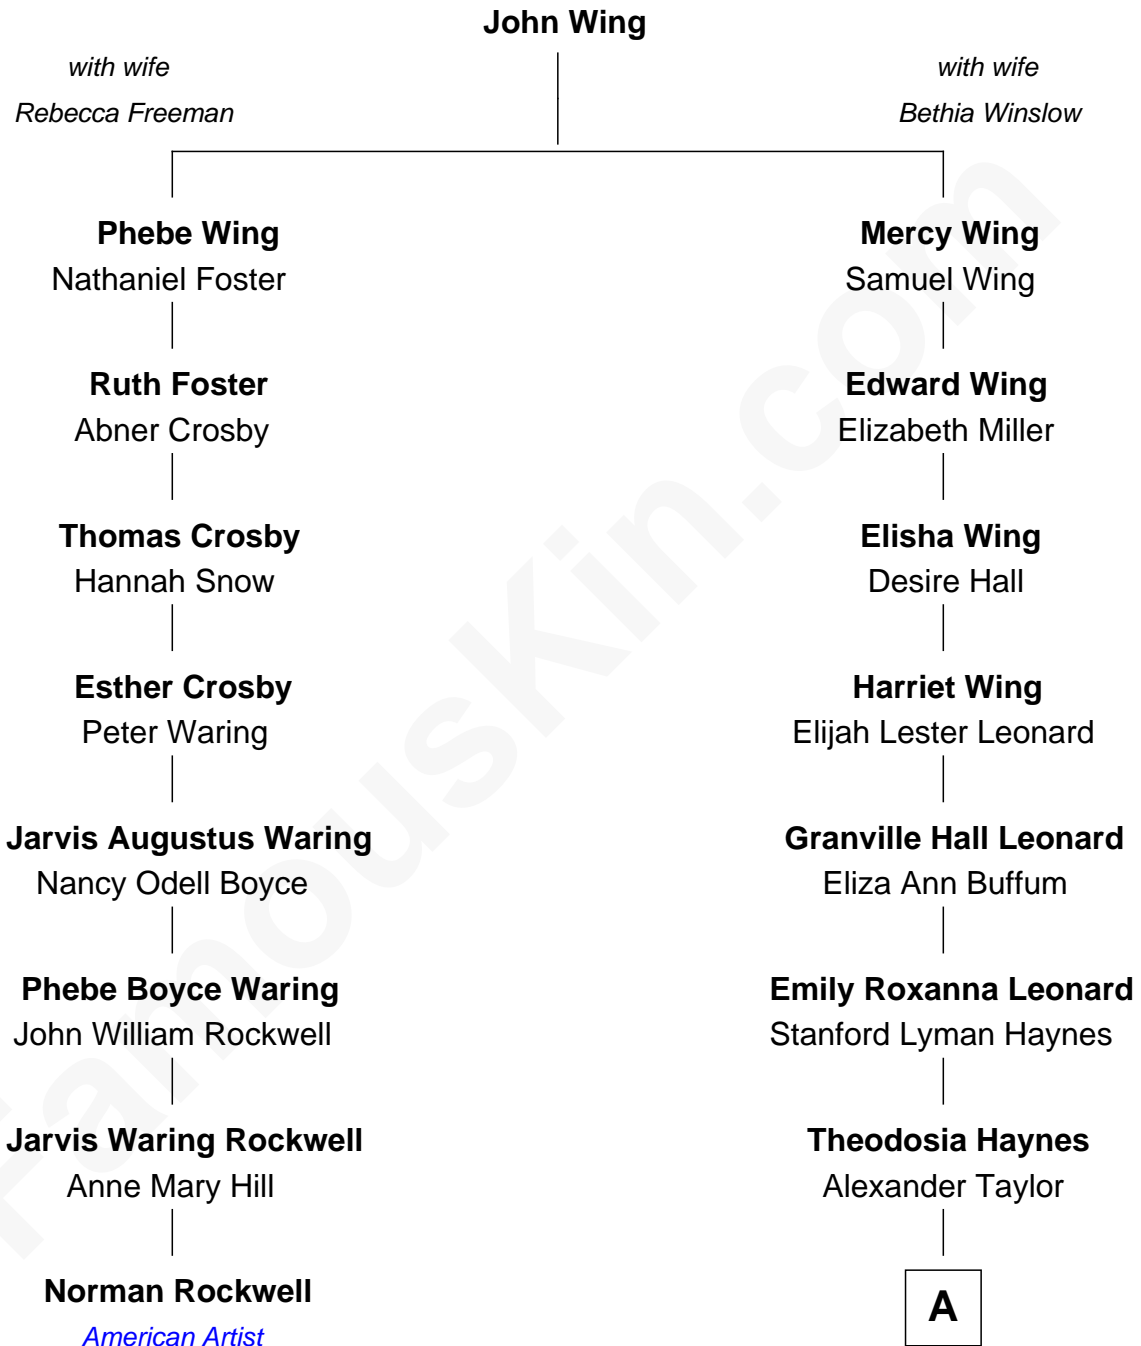 John Wing
with wife
Rebecca Freeman
with wife
Bethia Winslow
Phebe Wing
Nathaniel Foster
Mercy Wing
Samuel Wing
Ruth Foster
Abner Crosby
Edward Wing
Elizabeth Miller
Thomas Crosby
Hannah Snow
Elisha Wing
Desire Hall
Esther Crosby
Peter Waring
Harriet Wing
Elijah Lester Leonard
Jarvis Augustus Waring
Nancy Odell Boyce
Granville Hall Leonard
Eliza Ann Buffum
Phebe Boyce Waring
John William Rockwell
Emily Roxanna Leonard
Stanford Lyman Haynes
Jarvis Waring Rockwell
Anne Mary Hill
Theodosia Haynes
Alexander Taylor
Norman Rockwell
American Artist
A
FamousKin.com